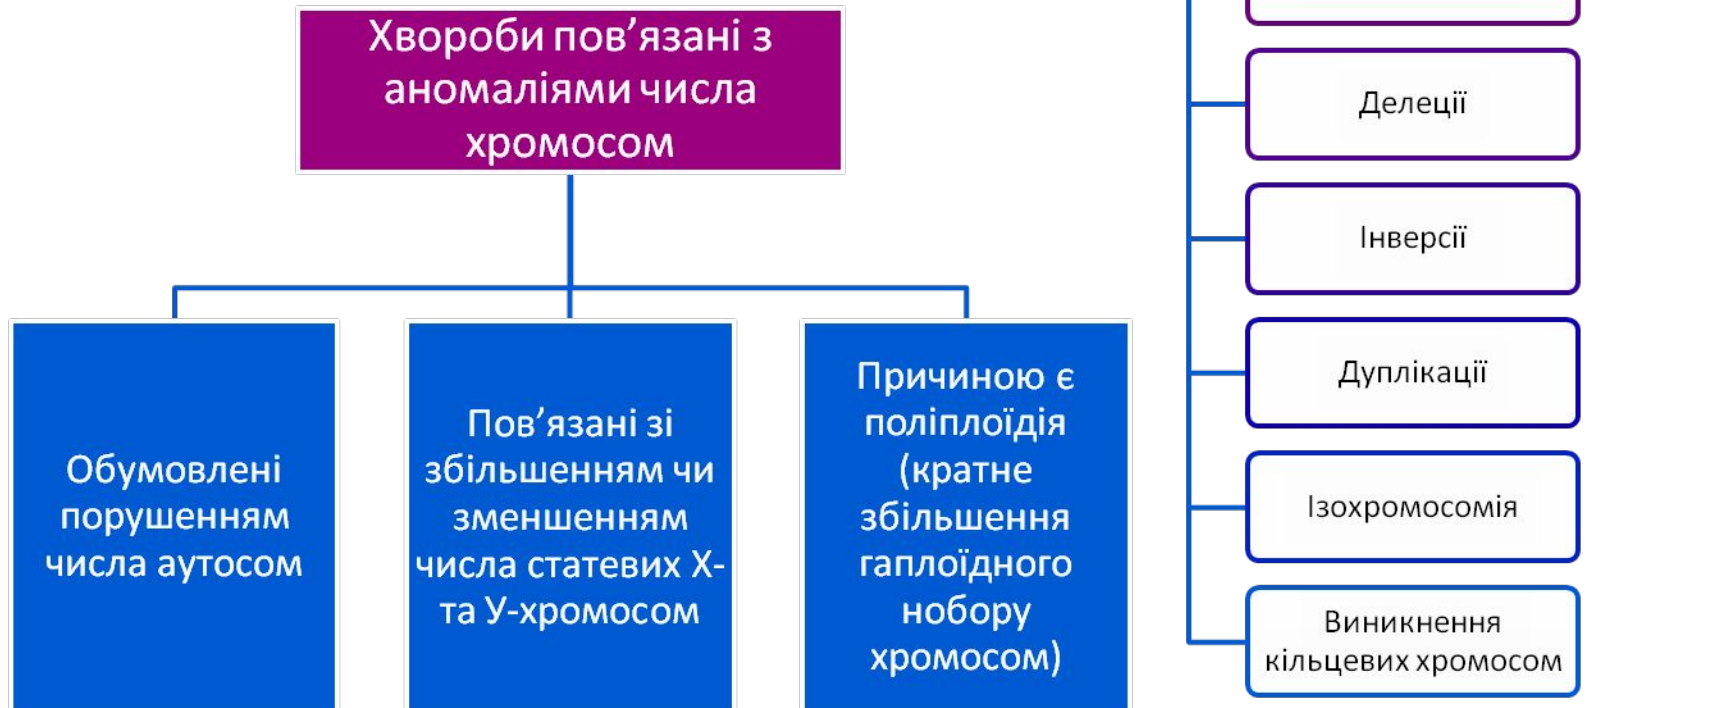 Хвороби пов’язані з
аномаліями числа
хромосом
Обумовлені
порушенням
числа аутосом
Пов’язані зі
збільшенням чи
зменшенням
числа статевих Х-
та У-хромосом
Причиною є
поліплоїдія
(кратне
збільшення
гаплоїдного
нобору
хромосом)
Делеції
Інверсії
Дуплікації
Ізохромосомія
Виникнення
кільцевих хромосом